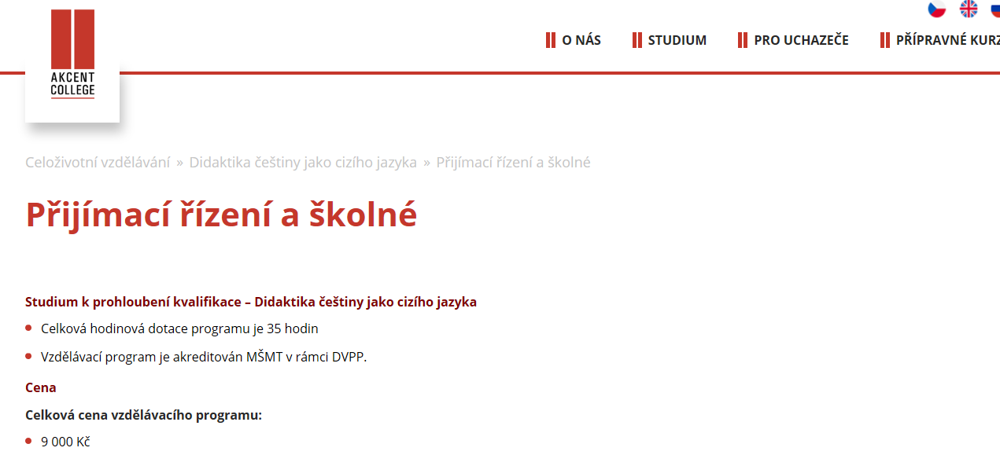 AKCENT
COLLEGE
O NÁS
STUDIUM
PRO UCHAZEČE
PŘÍPRAVNÉ KURZ
Celoživotní vzdělávání » Didaktika češtiny jako cizího jazyka » Přijímací řízení a školné
Přijímací řízení a školné
Studium k prohloubení kvalifikace – Didaktika češtiny jako cizího jazyka
Celková hodinová dotace programu je 35 hodin
Vzdělávací program je akreditován MŠMT v rámci DVPP.
Cena
Celková cena vzdělávacího programu:
9 000 Kč